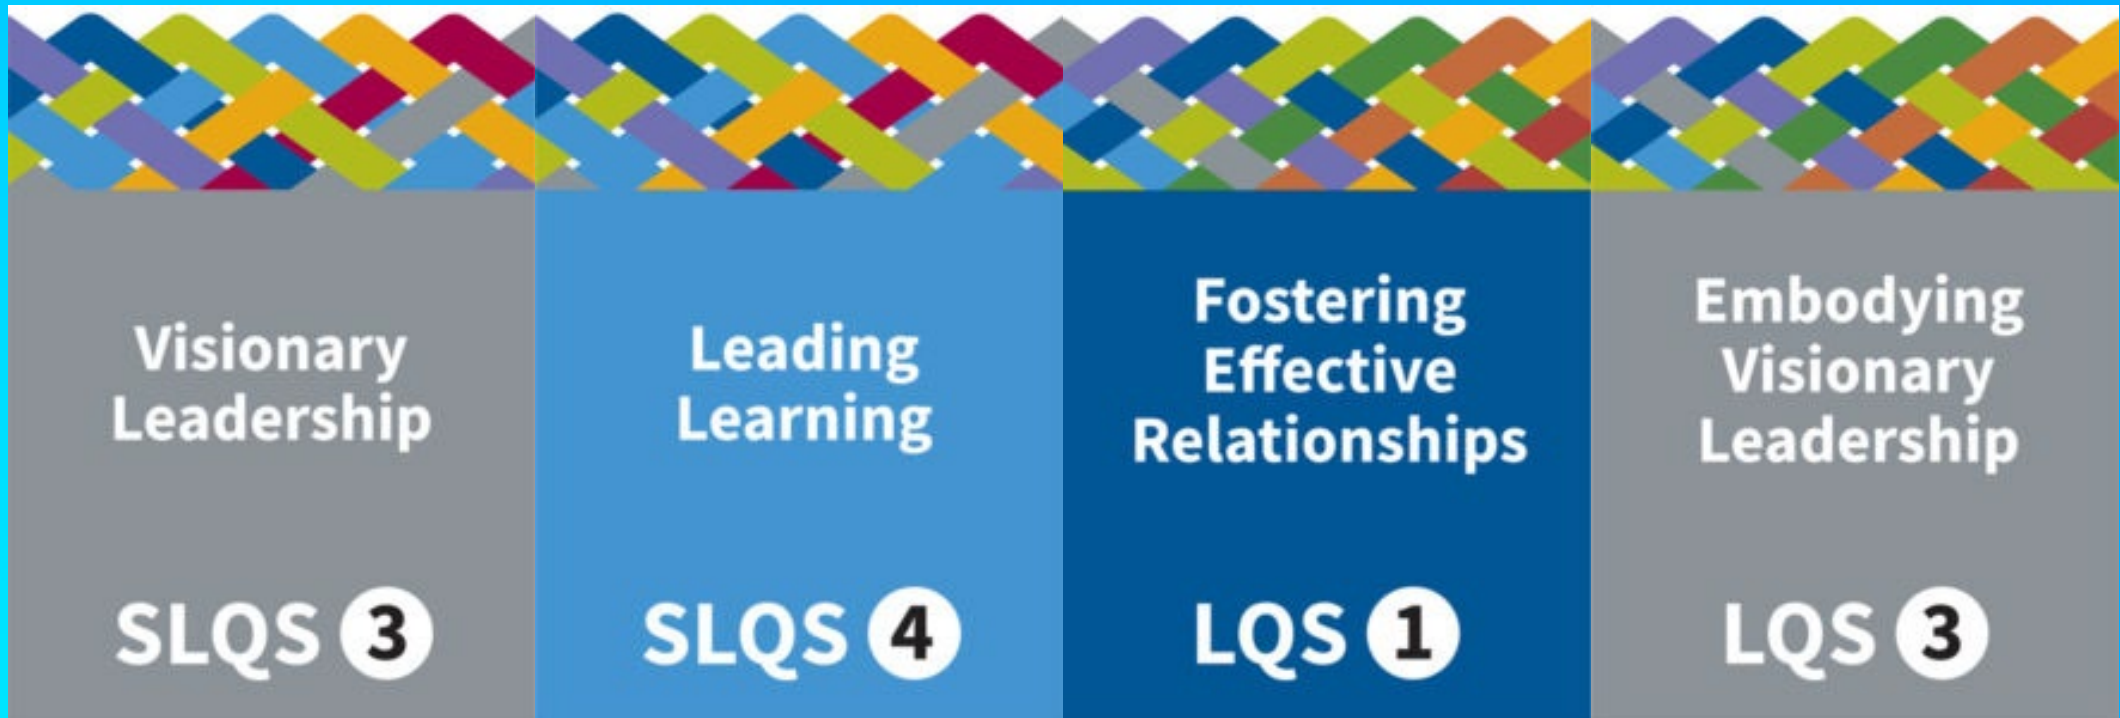 Visionary
Leadership
SLQS 3
Leading
Learning
SLQS 4
Fostering
Effective
Relationships
LQS 1
Embodying
Visionary
Leadership
LQS 3